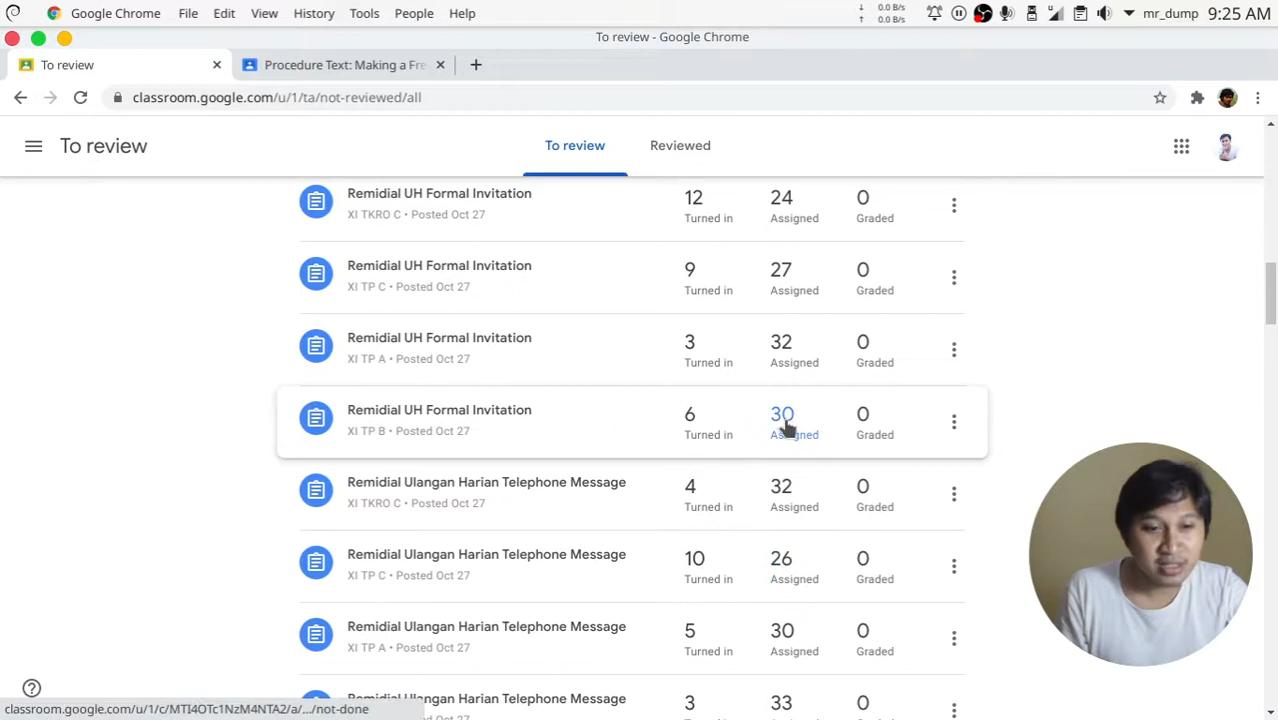 Google Chrome File Edit View History Tools People Help
0.0 B/s
0.0 B/s
mr_dump 9:25 AM
To review - Google Chrome
To review
Procedure Text: Making a Fre
classroom.google.com/u/1/ta/not-reviewed/all
To review
To review
Reviewed
Remidial UH Formal Invitation
XI TKRO C • Posted Oct 27
12
Turned in
24
Assigned
0
Graded
Remidial UH Formal Invitation
XI TP C • Posted Oct 27
9
Turned in
27
Assigned
0
Graded
Remidial UH Formal Invitation
XI TP A • Posted Oct 27
3
Turned in
32
Assigned
0
Graded
Remidial UH Formal Invitation
XI TP B • Posted Oct 27
6
Turned in
30
Assigned
0
Graded
Remidial Ulangan Harian Telephone Message
XI TKRO C • Posted Oct 27
4
Turned in
32
Assigned
0
Graded
Remidial Ulangan Harian Telephone Message
XI TP C • Posted Oct 27
10
Turned in
26
Assigned
0
Graded
Remidial Ulangan Harian Telephone Message
XI TP A • Posted Oct 27
5
Turned in
30
Assigned
0
Graded
Remidial Ulangan Harian Telephone Message
3
33
0
classroom.google.com/u/1/c/MTI4OTc1NzM4NTA2/a/.../not-done